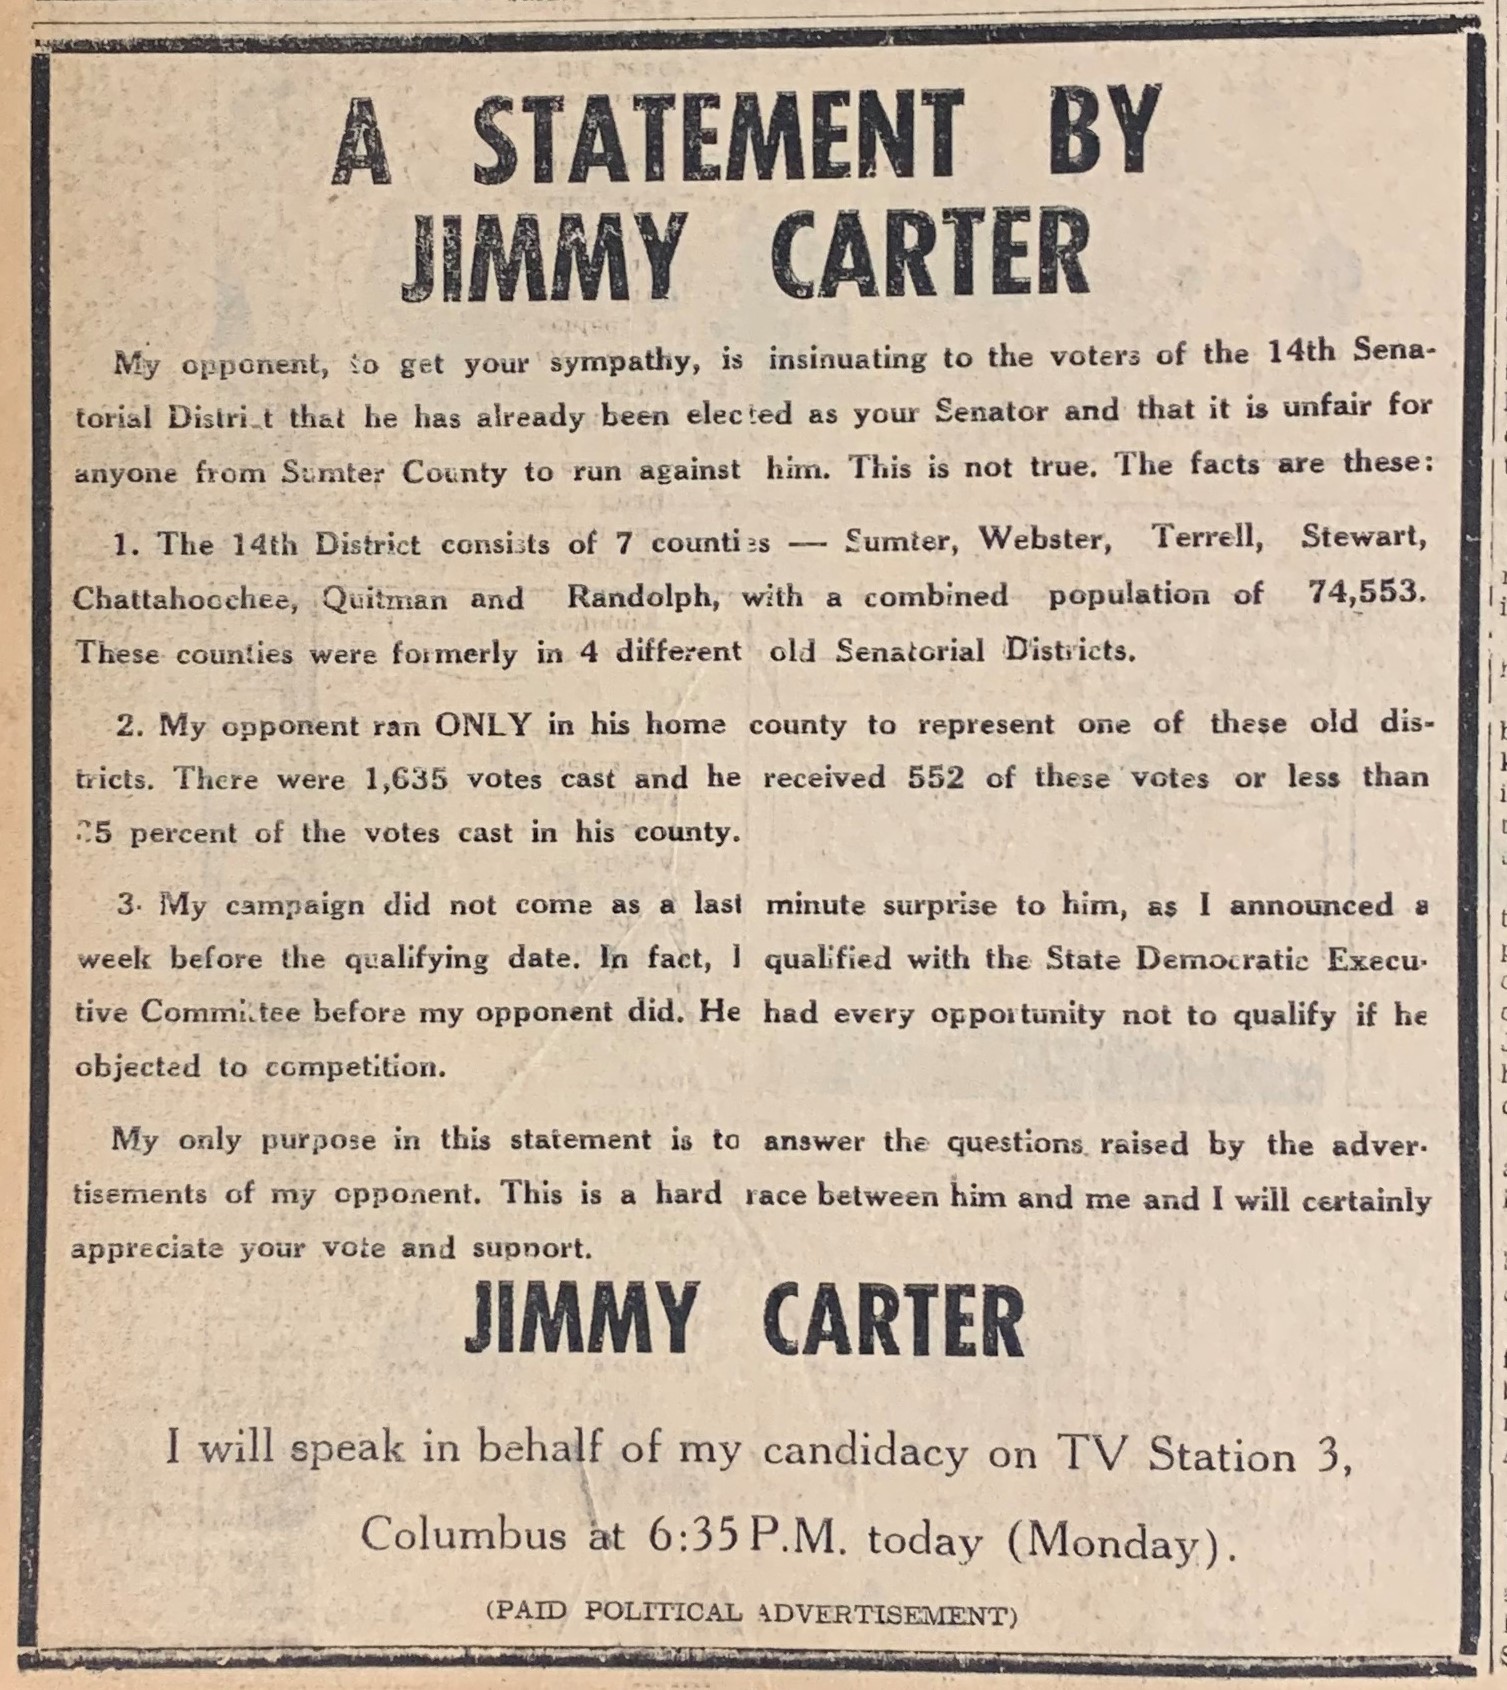 A STATEMENT BY
JIMMY CARTER
My opponent, to get your sympathy, is insinuating to the voters of the 14th Sena-
torial District that he has already been elected as your Senator and that it is unfair for
anyone from Sumter County to run against him. This is not true. The facts are these:
1. The 14th District consists of 7 counties — Sumter, Webster, Terrell, Stewart,
Chattahoochee, Quitman and Randolph, with a combined population of 74,553.
These counties were formerly in 4 different old Senatorial Districts.
2. My opponent ran ONLY in his home county to represent one of these old dis-
tricts. There were 1,635 votes cast and he received 552 of these votes or less than
percent of the votes cast in his county.
3. My campaign did not come as a last minute surprise to him, as I announced a
week before the qualifying date. In fact, I qualified with the State Democratic Execu-
tive Committee before my opponent did. He had every opportunity not to qualify if he
objected to competition.
My only purpose in this statement is to answer the questions raised by the adver-
tisements of my opponent. This is a hard race between him and me and I will certainly
appreciate your vote and support.
JIMMY CARTER
I will speak in behalf of my candidacy on TV Station 3,
Columbus at 6:35 P.M. today (Monday).
(PAID POLITICAL ADVERTISEMENT)